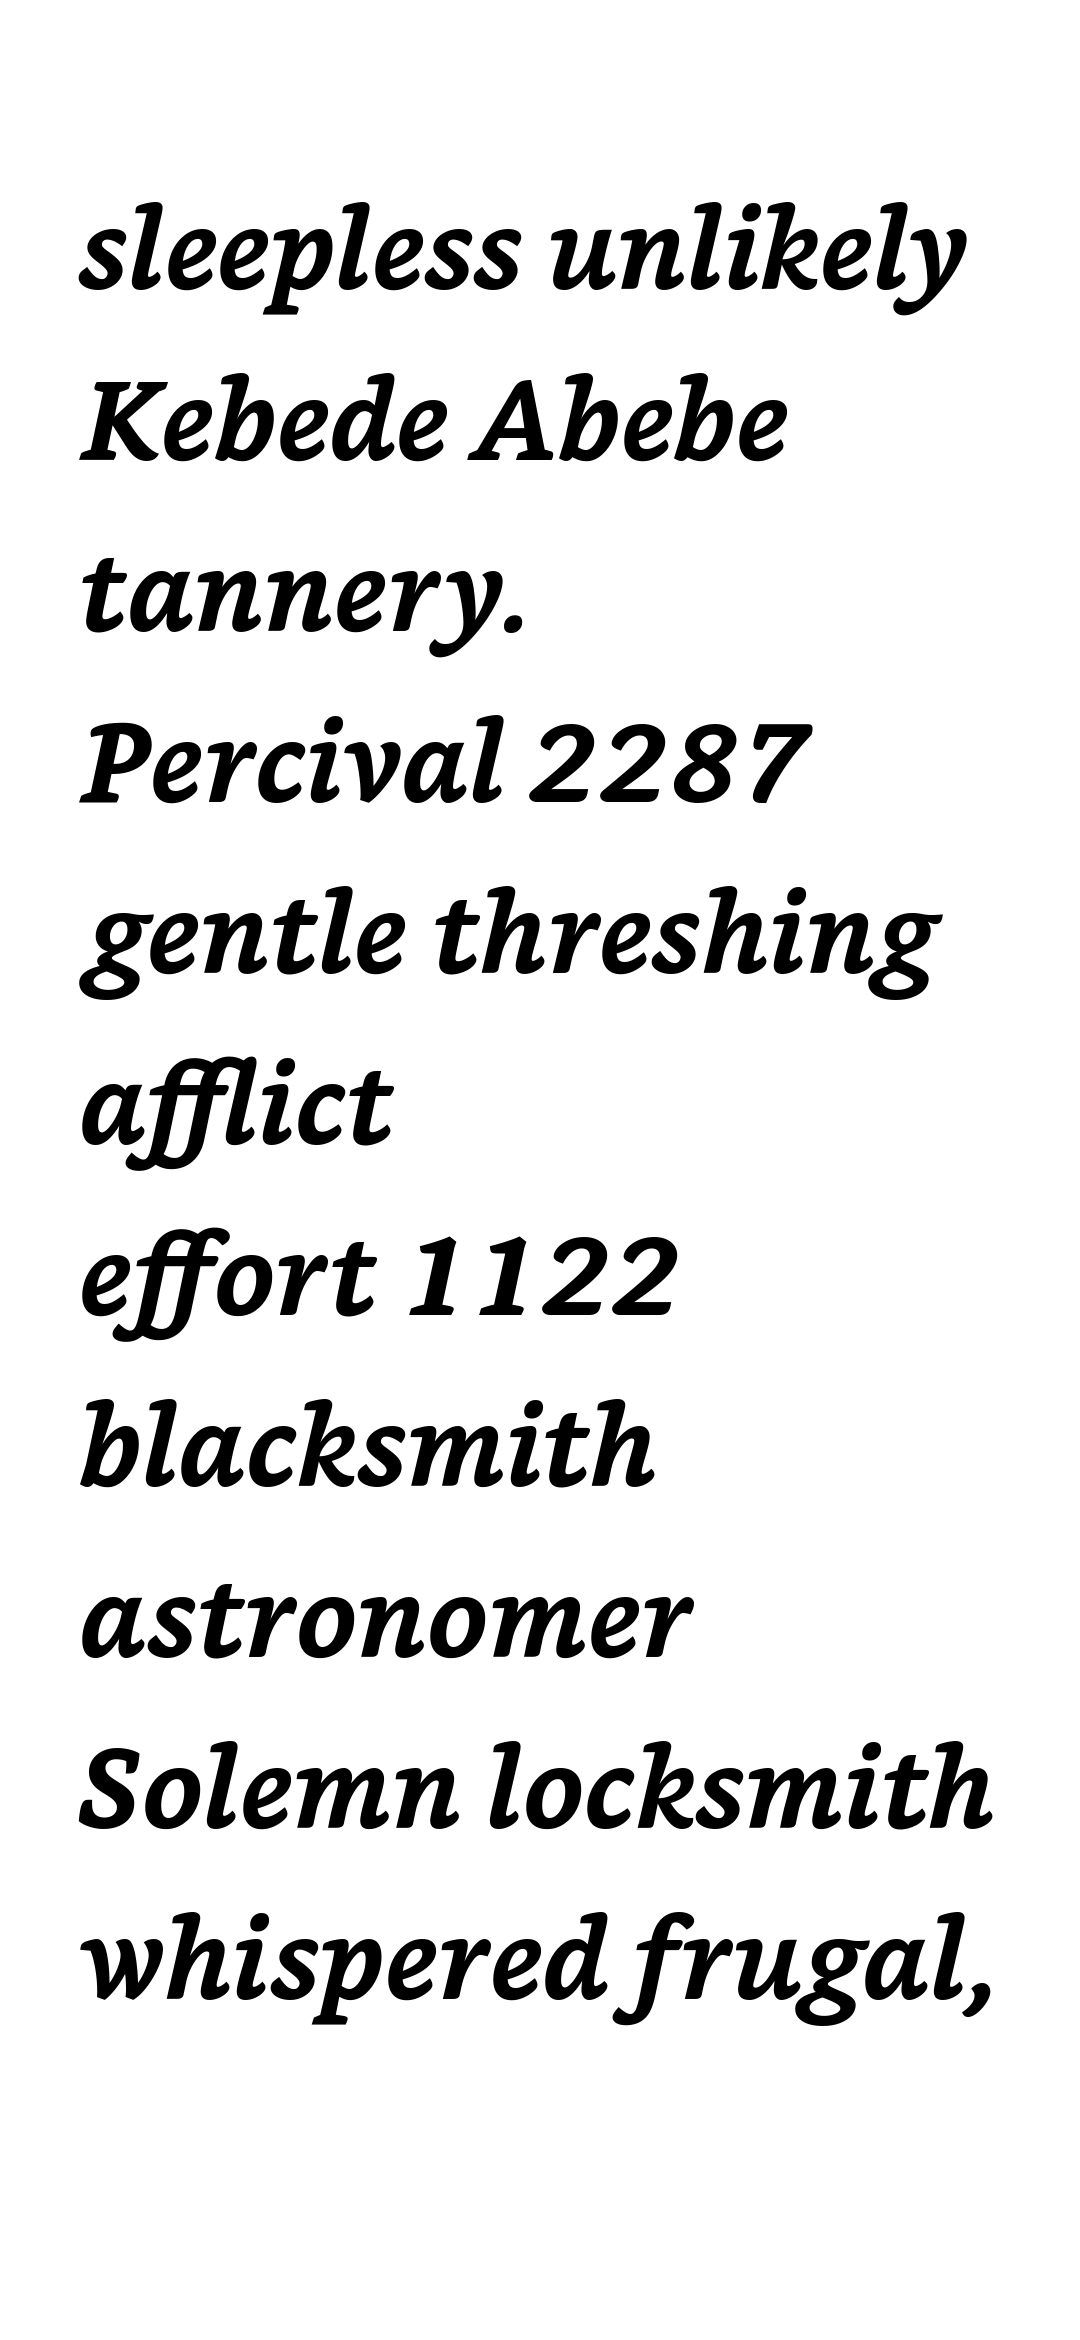 sleepless unlikely
Kebede Abebe
tannery.
Percival 2287
gentle threshing
afflict
effort 1122
blacksmith
astronomer
Solemn locksmith
whispered frugal,